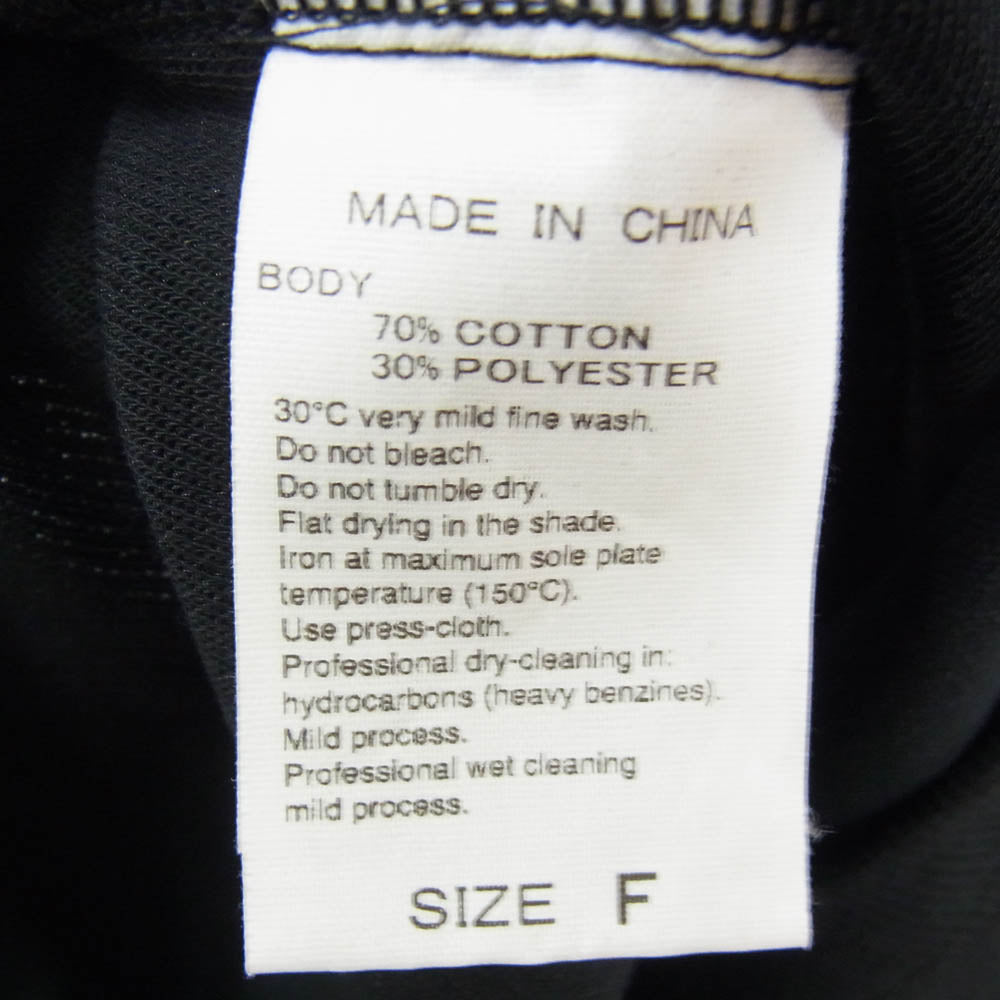 MADE IN CHINA
BODY
70% COTTON
30% POLYESTER
30°C very mild fine wash.
Do not bleach.
Do not tumble dry.
Flat drying in the shade.
Iron at maximum sole plate
temperature (150°C).
Use press-cloth.
Professional dry-cleaning in:
hydrocarbons (heavy benzines).
Mild process.
Professional wet cleaning
mild process.
SIZE F